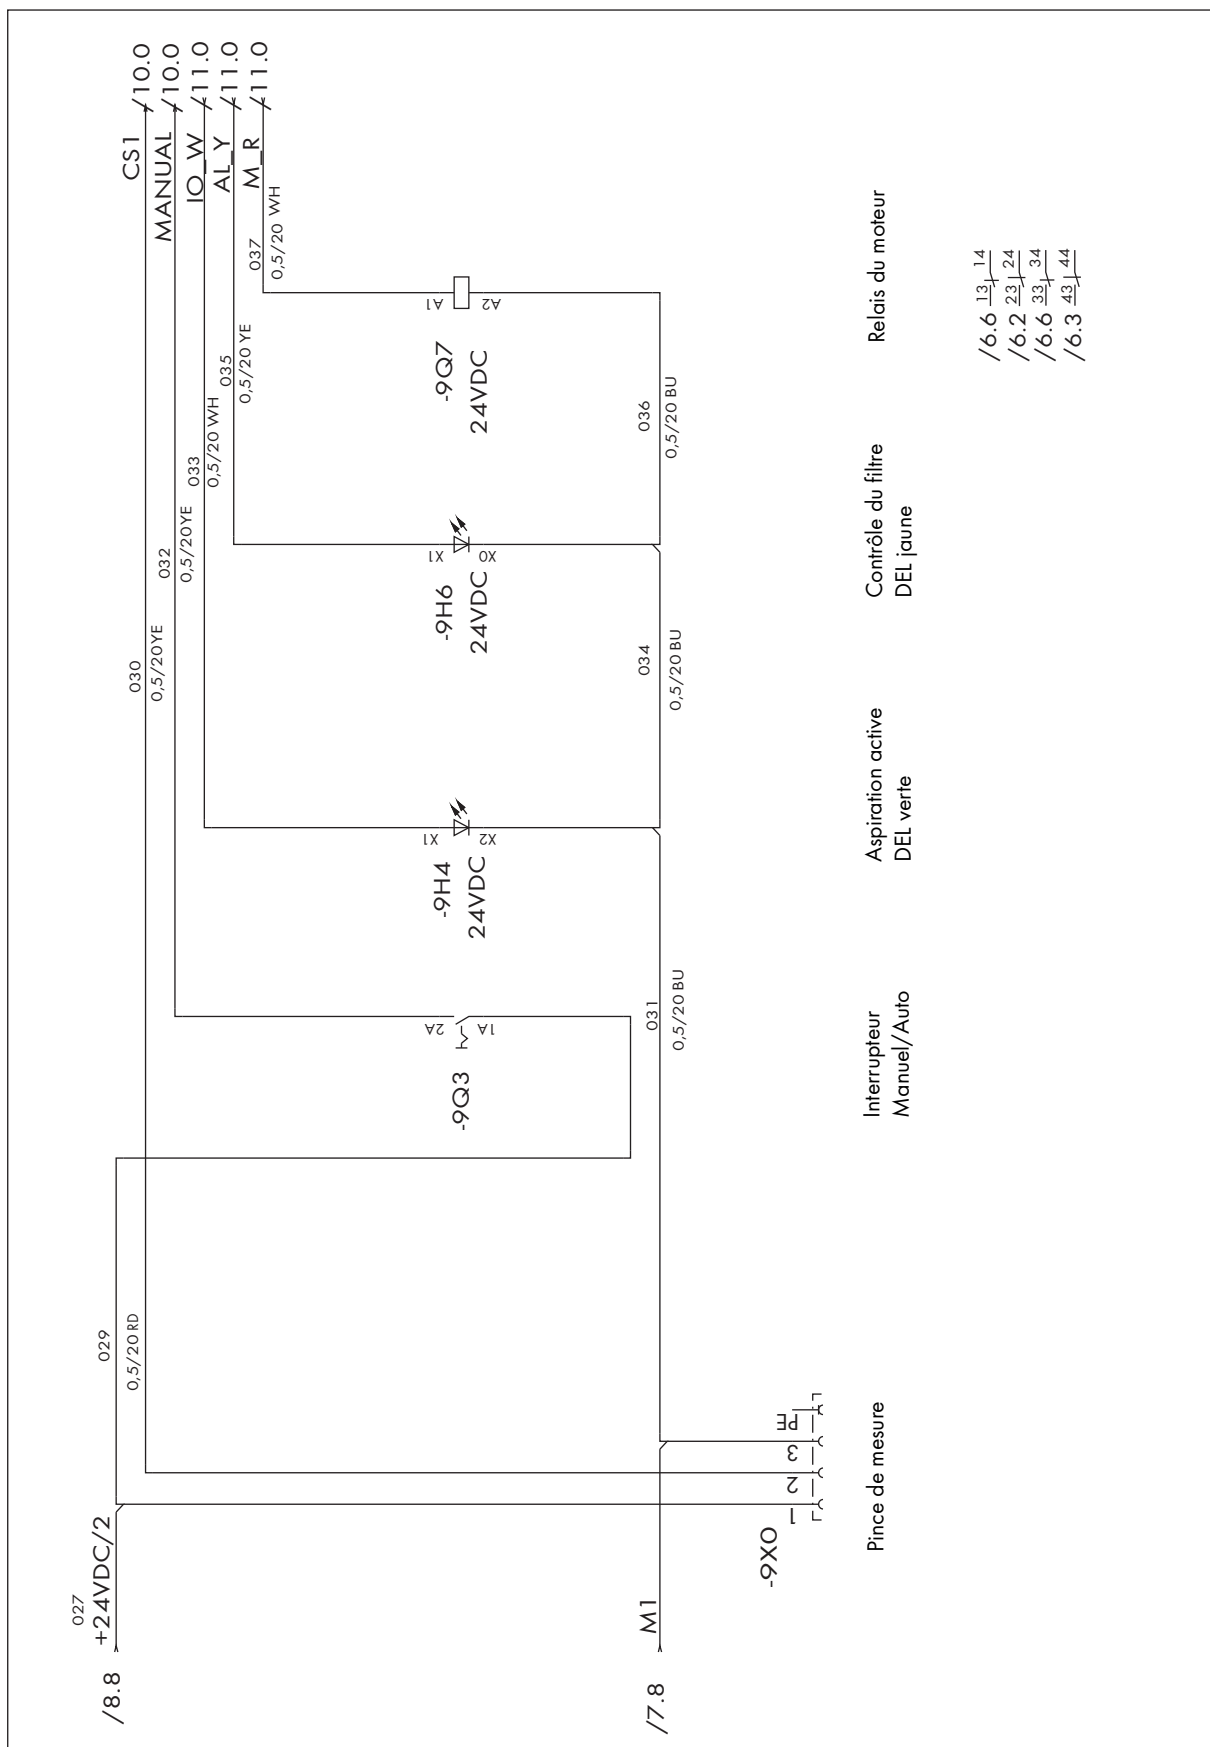 /8.8
027
+24VDC/2
029
0,5/20 RD
030
0,5/20YE
CS1
/10.0
032
0,5/20YE
MANUAL
/10.0
033
0,5/20 WH
IO_W
/11.0
035
0,5/20 YE
AL_Y
/11.0
037
0,5/20 WH
M_R
/11.0
-9Q3
2A
1A
-9H4
24VDC
X1
X2
-9H6
24VDC
X1
X0
-9Q7
24VDC
A1
A2
/7.8
M1
031
0,5/20 BU
034
0,5/20 BU
036
0,5/20 BU
-9X0
1
2
3
PE
Pince de mesure
Interrupteur
Manuel/Auto
Aspiration active
DEL verte
Contrôle du filtre
DEL jaune
Relais du moteur
/6.6 13 14
/6.2 23 24
/6.6 33 34
/6.3 43 44